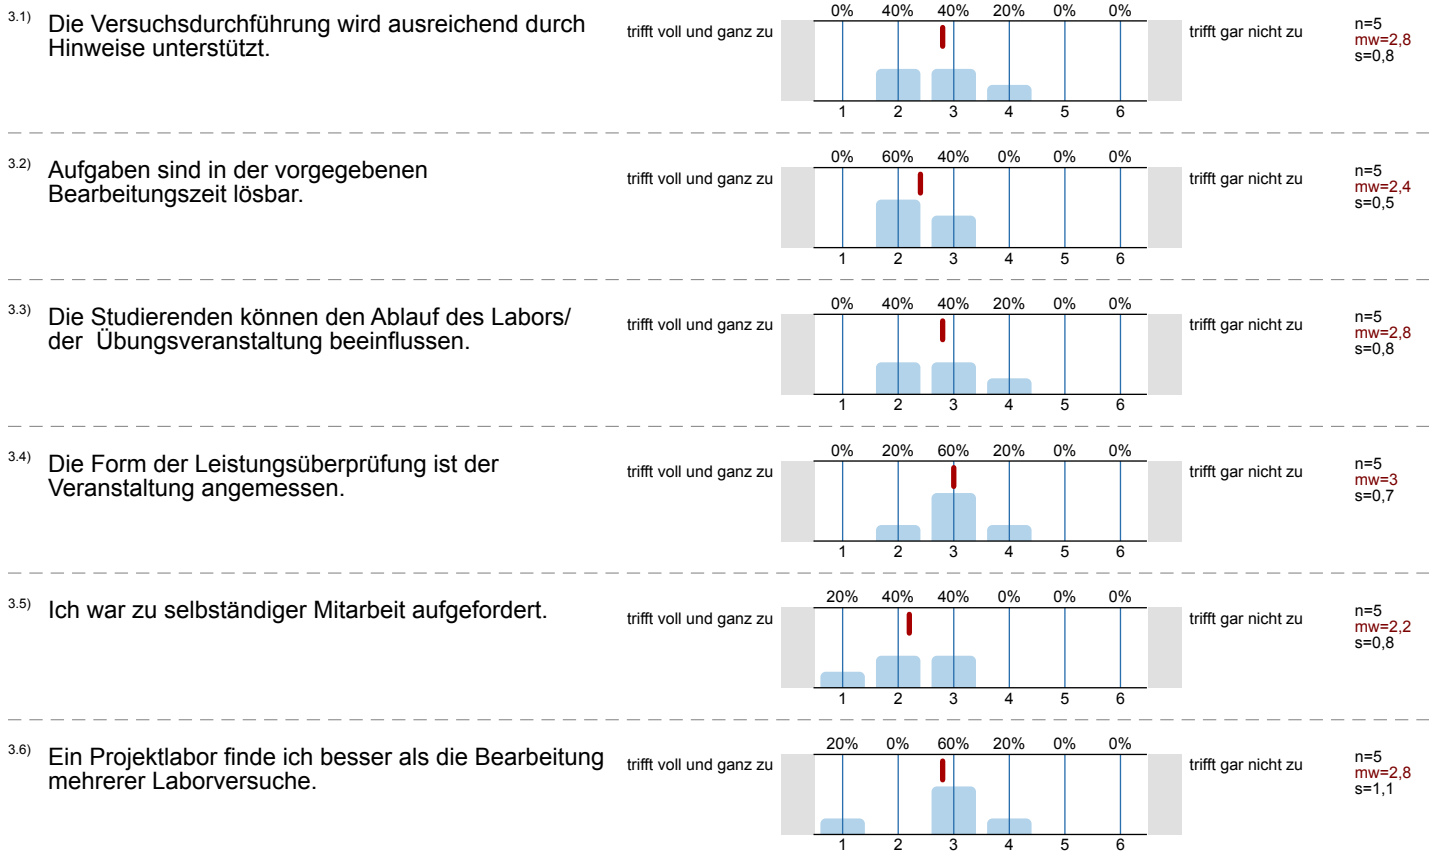 3.1) Die Versuchsdurchführung wird ausreichend durch
Hinweise unterstützt.
trifft voll und ganz zu
0% 40% 40% 20% 0% 0%
1 2 3 4 5 6
trifft gar nicht zu
n=5
mw=2,8
s=0,8
3.2) Aufgaben sind in der vorgegebenen
Bearbeitungszeit lösbar.
trifft voll und ganz zu
0% 60% 40% 0% 0% 0%
1 2 3 4 5 6
trifft gar nicht zu
n=5
mw=2,4
s=0,5
3.3) Die Studierenden können den Ablauf des Labors/
der Übungsveranstaltung beeinflussen.
trifft voll und ganz zu
0% 40% 40% 20% 0% 0%
1 2 3 4 5 6
trifft gar nicht zu
n=5
mw=2,8
s=0,8
3.4) Die Form der Leistungsüberprüfung ist der
Veranstaltung angemessen.
trifft voll und ganz zu
0% 20% 60% 20% 0% 0%
1 2 3 4 5 6
trifft gar nicht zu
n=5
mw=3
s=0,7
3.5) Ich war zu selbständiger Mitarbeit aufgefordert.
trifft voll und ganz zu
20% 40% 40% 0% 0% 0%
1 2 3 4 5 6
trifft gar nicht zu
n=5
mw=2,2
s=0,8
3.6) Ein Projektlabor finde ich besser als die Bearbeitung
mehrerer Laborversuche.
trifft voll und ganz zu
20% 0% 60% 20% 0% 0%
1 2 3 4 5 6
trifft gar nicht zu
n=5
mw=2,8
s=1,1